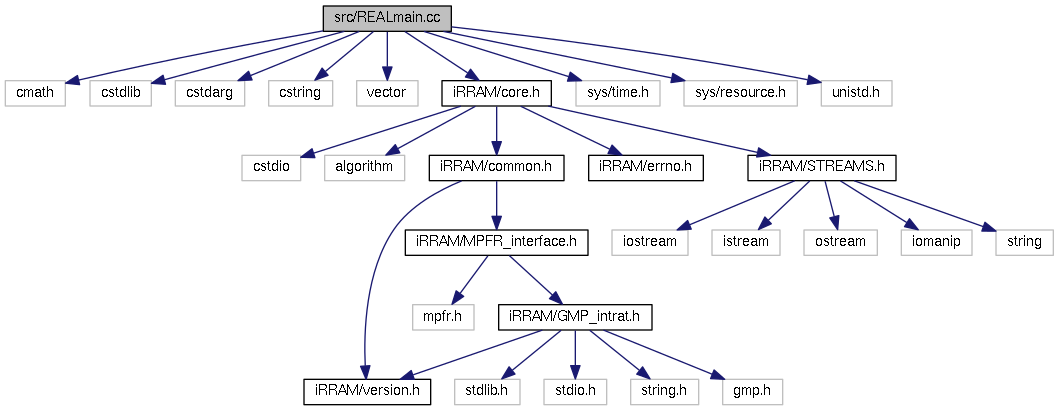 src/REALmain.cc
cmath
cstdlib
cstdarg
cstring
vector
iRRAM/core.h
sys/time.h
sys/resource.h
unistd.h
cstdio
algorithm
iRRAM/common.h
iRRAM/errno.h
iRRAM/STREAMS.h
iRRAM/MPFR_interface.h
iostream
istream
ostream
iomanip
string
mpfr.h
iRRAM/GMP_intrat.h
iRRAM/version.h
stdlib.h
stdio.h
string.h
gmp.h